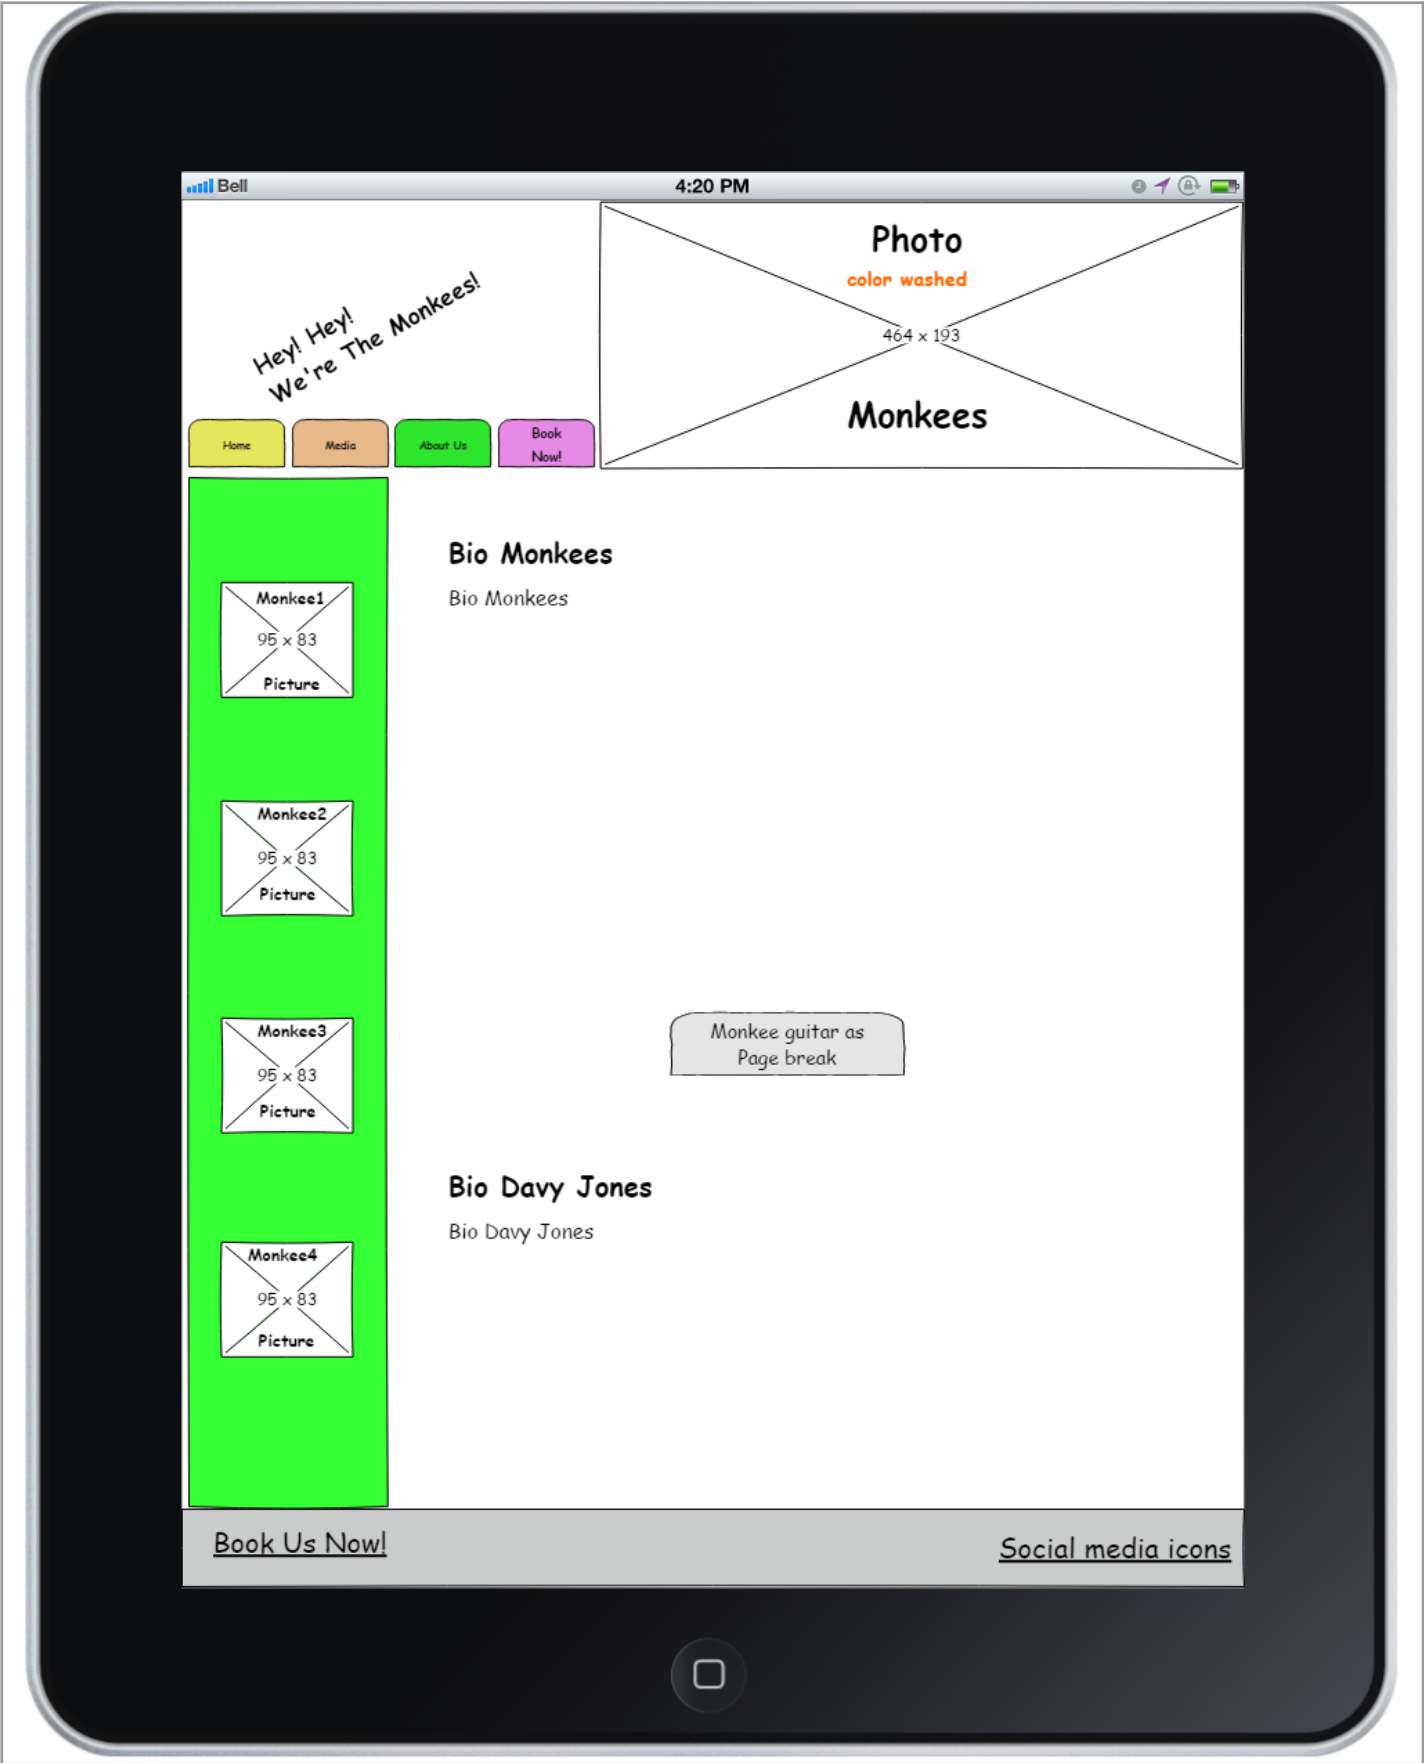 Bell
4:20 PM
Hey! Hey!
We're The Monkees!
Photo
color washed
464 x 193
Monkees
Home
Media
About Us
Book
Now!
Monkee1
95 x 83
Picture
Monkee2
95 x 83
Picture
Monkee3
95 x 83
Picture
Monkee4
95 x 83
Picture
Bio Monkees
Bio Monkees
Monkee guitar as
Page break
Bio Davy Jones
Bio Davy Jones
Book Us Now!
Social media icons